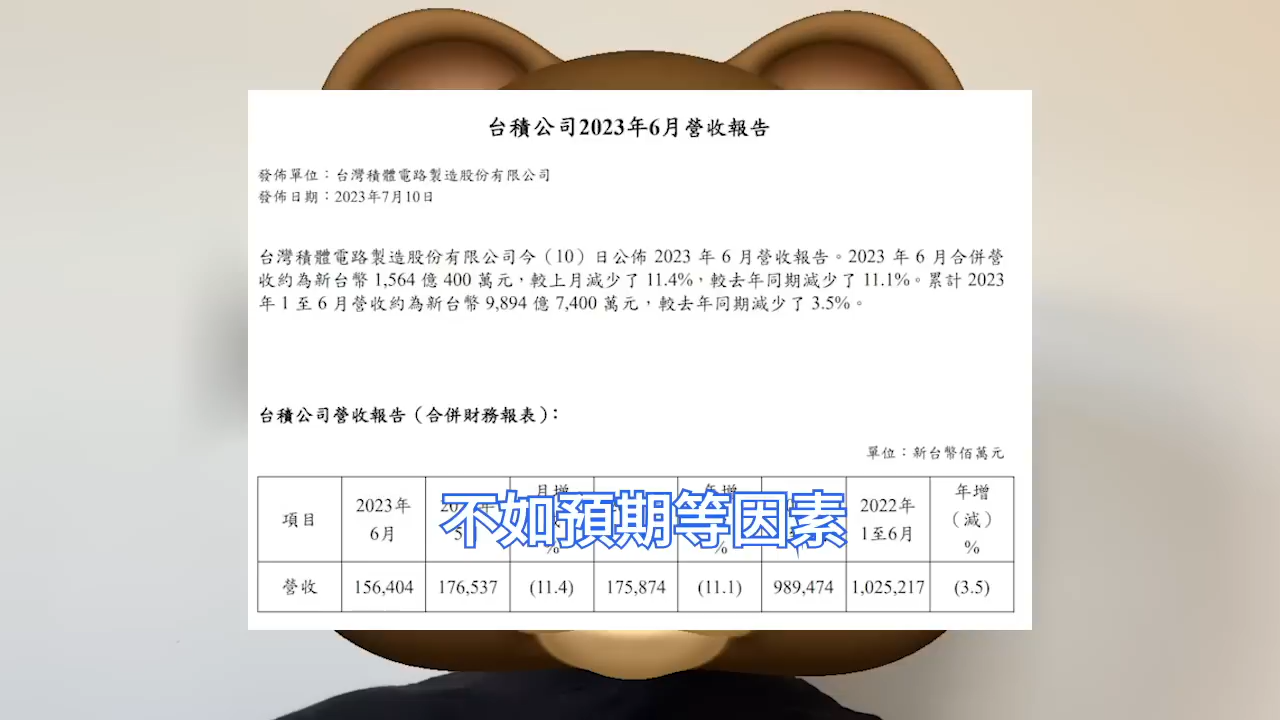 台積公司2023年6月營收報告
發佈單位：台灣積體電路製造股份有限公司
發佈日期：2023年7月10日
台灣積體電路製造股份有限公司今（10）日公佈 2023 年 6 月營收報告。2023 年 6 月合併營
收約為新台幣 1,564 億 400 萬元，較上月減少了 11.4%，較去年同期減少了 11.1%。累計 2023
年 1 至 6 月營收約為新台幣 9,894 億 7,400 萬元，較去年同期減少了 3.5%。
台積公司營收報告（合併財務報表）：
單位：新台幣佰萬元
項目 2023年6月 2022年1至6月 年增（減）%
不如預期等因素
營收 156,404 176,537 (11.4) 175,874 (11.1) 989,474 1,025,217 (3.5)